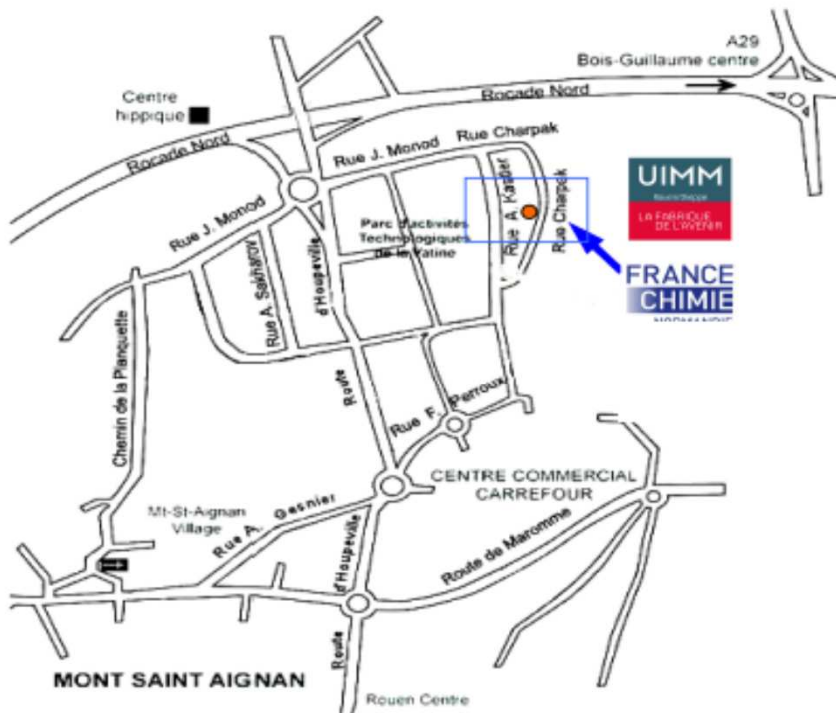 A29
Bois-Guillaume centre
Centre
hippique
Rocade Nord
Rocade Nord
Rue J. Monod
Rue Charpak
Rue J. Monod
Rue A. Kastler
Rue Charpak
UIMM
LA FABRIQUE
DE L'AVENIR
Parc d'activités
Technologiques
de la Vatine
FRANCE
CHIMIE
NORMANDIE
Rue A. Sakharov
d'Houpeville
Route
Chemin de la Planquette
Rue F. Perroux
CENTRE COMMERCIAL
CARREFOUR
Mt-St-Aignan
Village
Rue A. Gesnier
d'Houpeville
Route de Maromme
Route
MONT SAINT AIGNAN
Rouen Centre